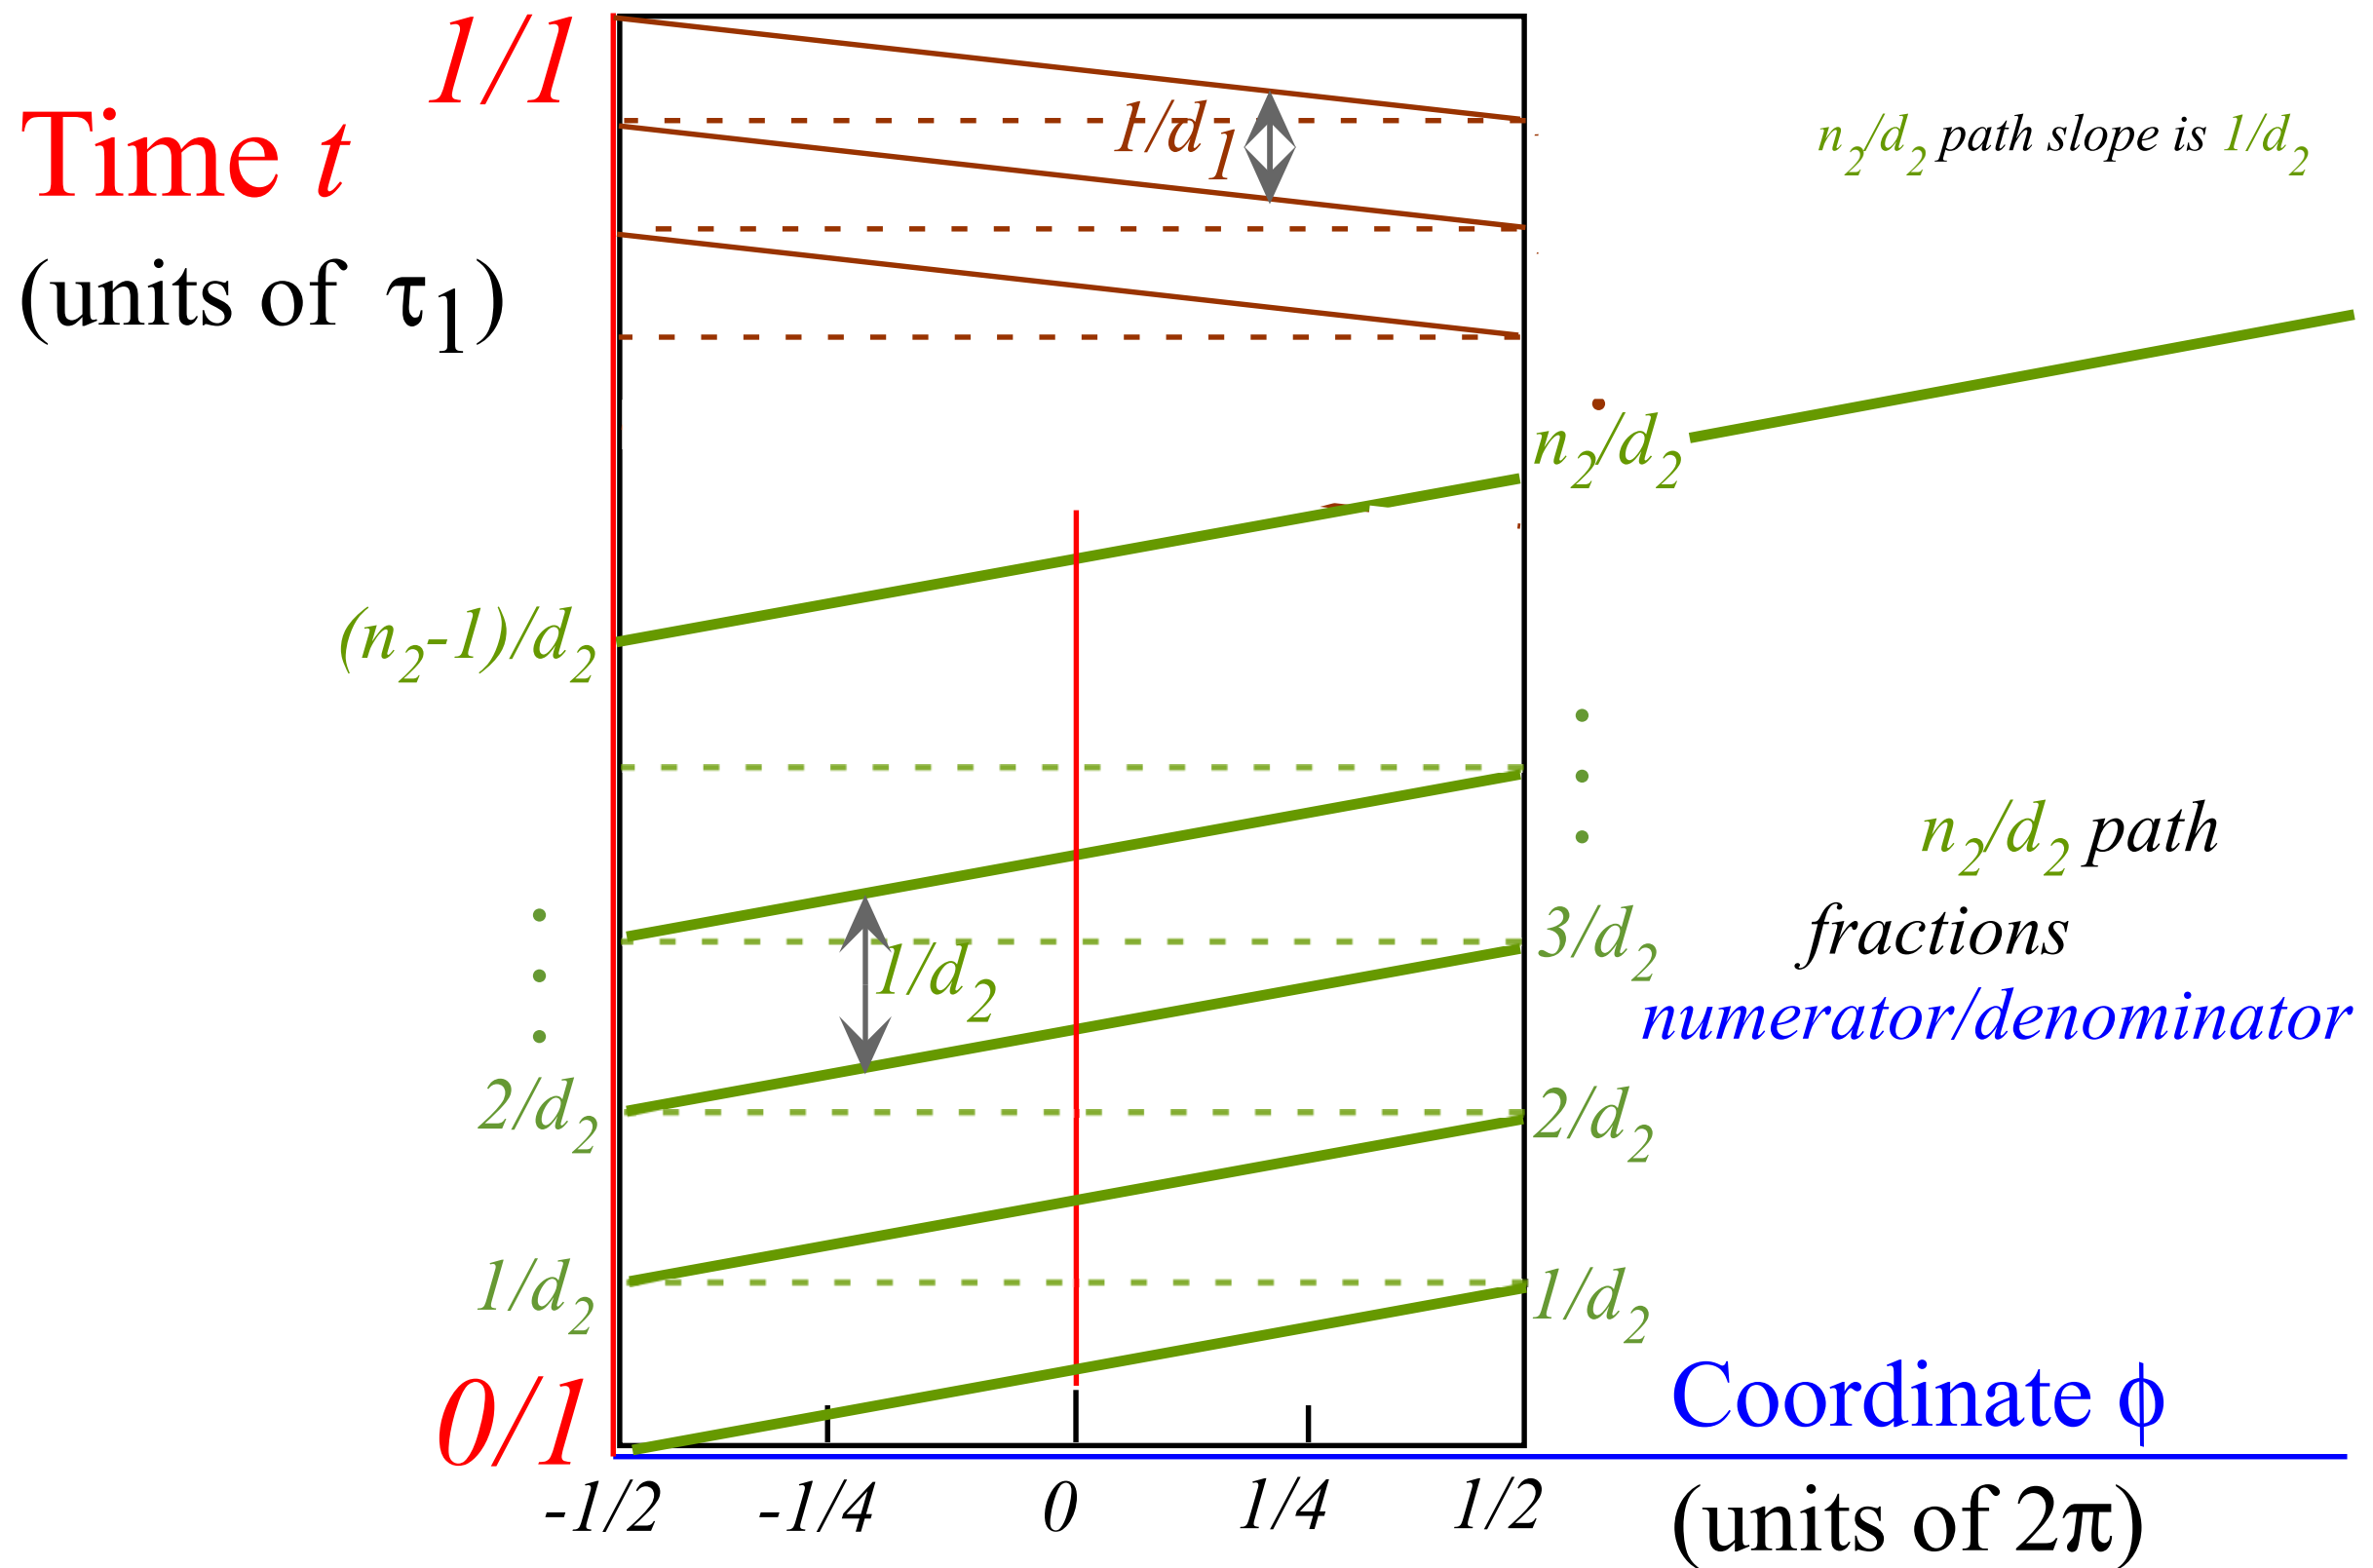 1/1
Time t
(units of τ1)
1/d1
n2/d2 path slope is 1/d2
n2/d2
(n2-1)/d2
n2/d2 path
fractions
numerator/denominator
3/d2
1/d2
2/d2
2/d2
1/d2
1/d2
0/1
Coordinate ϕ
(units of 2π)
-1/2 -1/4 0 1/4 1/2